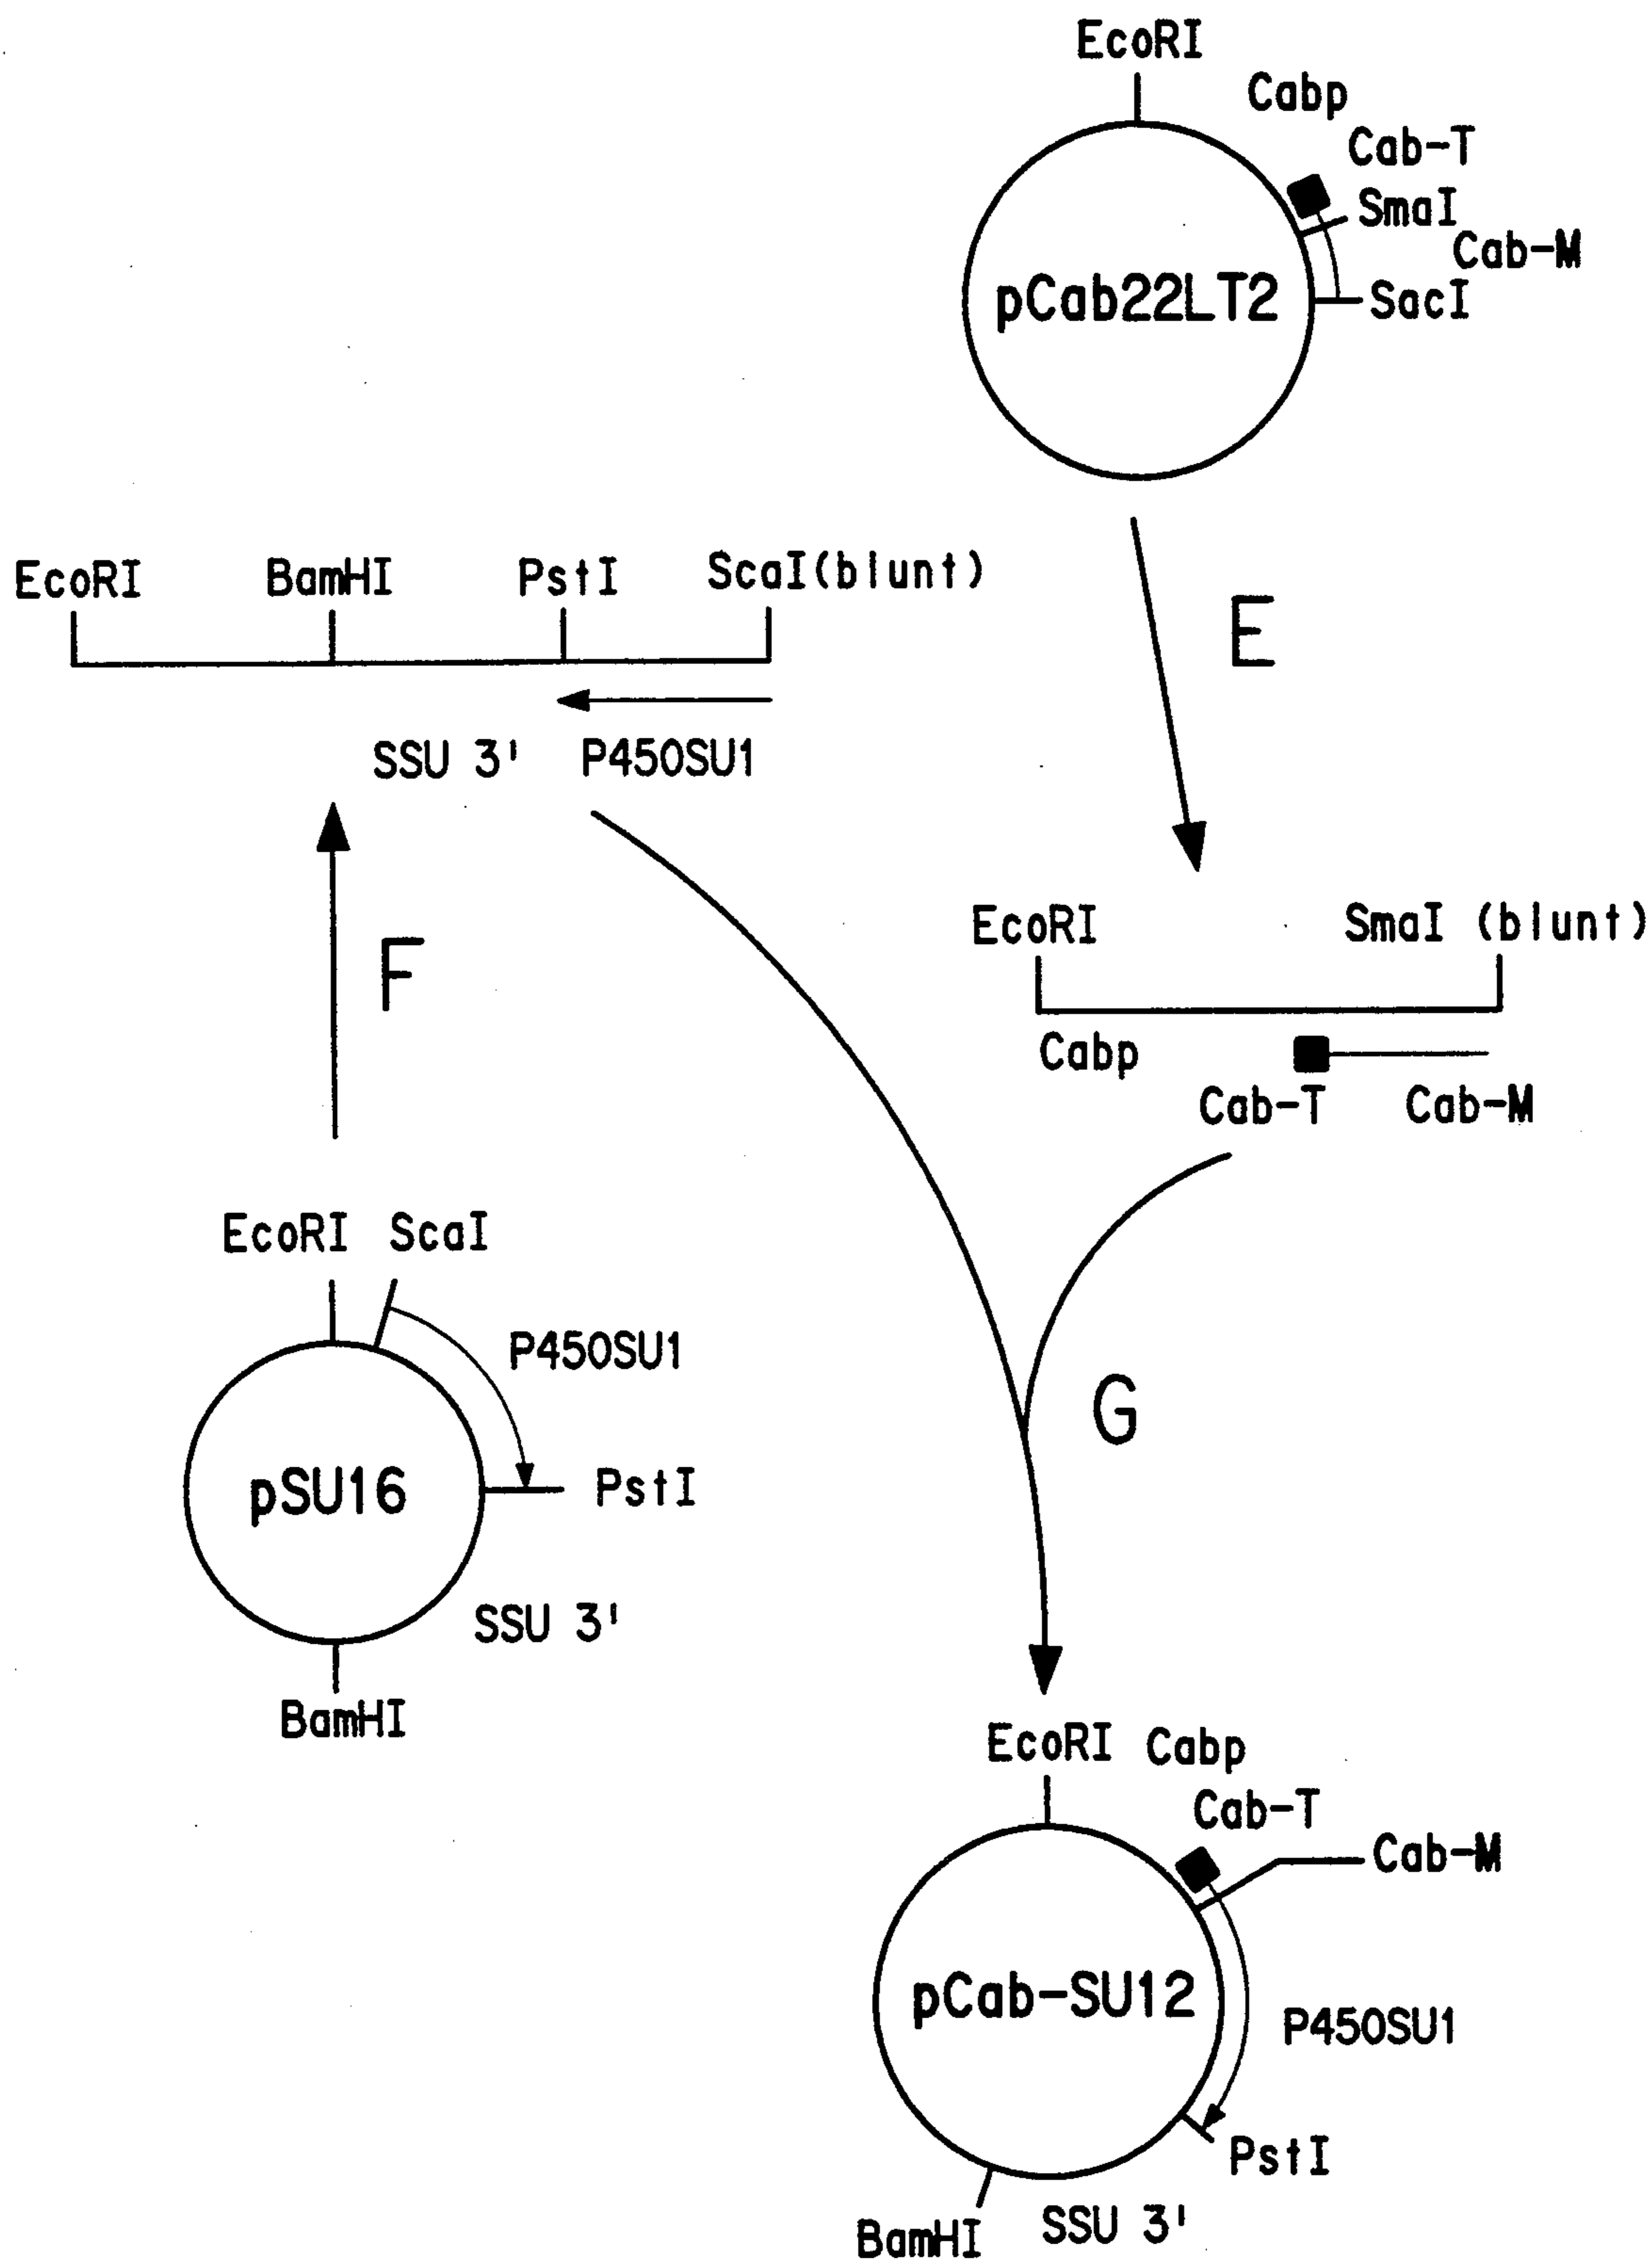 EcoRI
Cabp
Cab-T
SmaI
Cab-M
pCab22LT2
SacI
EcoRI BamHI PstI ScaI(blunt)
E
SSU 3' P450SU1
EcoRI SmaI (blunt)
F
Cabp
Cab-T Cab-M
EcoRI ScaI
P450SU1
G
pSU16
PstI
SSU 3'
BamHI
EcoRI Cabp
Cab-T
Cab-M
pCab-SU12
P450SU1
PstI
SSU 3'
BamHI